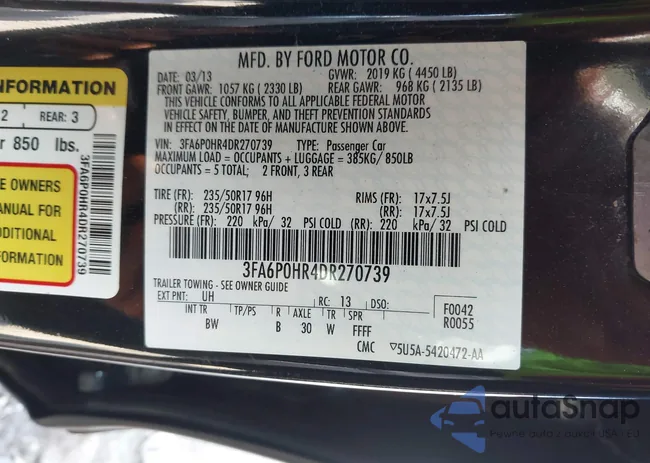 INFORMATION
2 REAR: 3
r 850 lbs.
E OWNERS
ANUAL FOR
DDITIONAL
FORMATION
3FA6P0HR4DR270739
MFD. BY FORD MOTOR CO.
03/13 GVWR: 2019 KG (4450 LB)
FRONT GAWR: 1057 KG (2330 LB) REAR GAWR: 968 KG (2135 LB)
THIS VEHICLE CONFORMS TO ALL APPLICABLE FEDERAL MOTOR
VEHICLE SAFETY, BUMPER, AND THEFT PREVENTION STANDARDS
IN EFFECT ON THE DATE OF MANUFACTURE SHOWN ABOVE.
VIN: 3FA6P0HR4DR270739 TYPE: Passenger Car
MAXIMUM LOAD = OCCUPANTS + LUGGAGE = 385KG/850LB
OCCUPANTS = 5 TOTAL; 2 FRONT, 3 REAR
TIRE (FR): 235/50R17 96H RIMS (FR): 17x7.5J
(RR): 235/50R17 96H (RR): 17x7.5J
PRESSURE (FR): 220 kPa/ 32 PSI COLD (RR): 220 kPa/ 32 PSI COLD
3FA6P0HR4DR270739
TRAILER TOWING - SEE OWNER GUIDE
EXT PNT: UH RC: 13 DSO: F0042
INT TR TP/PS R AXLE TR SPR R0055
BW B 30 W FFFF
CMC 5U5A-5420472-AA
autoSnap
Pewne auto z aukcji USA - EU